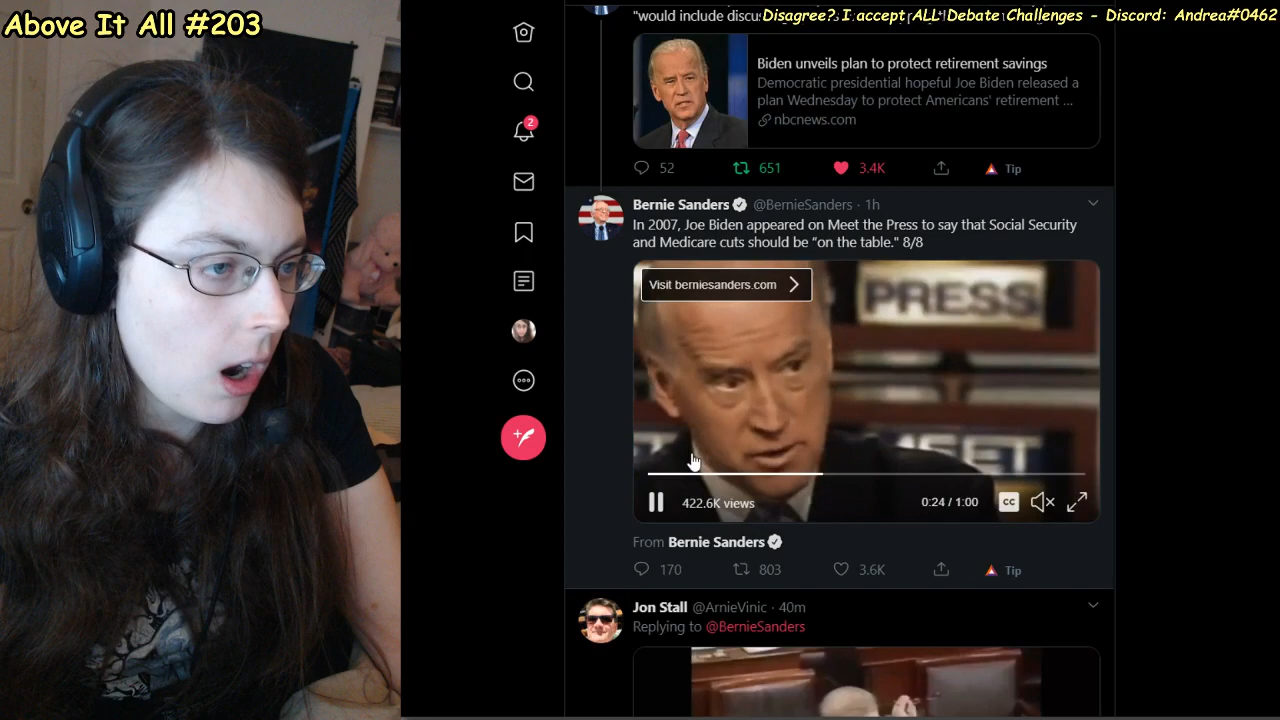 Above It All #203
Disagree? I accept ALL Debate Challenges - Discord: Andrea#0462
"would include discu
Biden unveils plan to protect retirement savings
Democratic presidential hopeful Joe Biden released a
plan Wednesday to protect Americans' retirement ...
nbcnews.com
52 651 3.4K Tip
2
Bernie Sanders @BernieSanders · 1h
In 2007, Joe Biden appeared on Meet the Press to say that Social Security
and Medicare cuts should be "on the table." 8/8
Visit berniesanders.com
PRESS
MEET
422.6K views 0:24 / 1:00 CC
From Bernie Sanders
170 803 3.6K Tip
Jon Stall @ArnieVinic · 40m
Replying to @BernieSanders